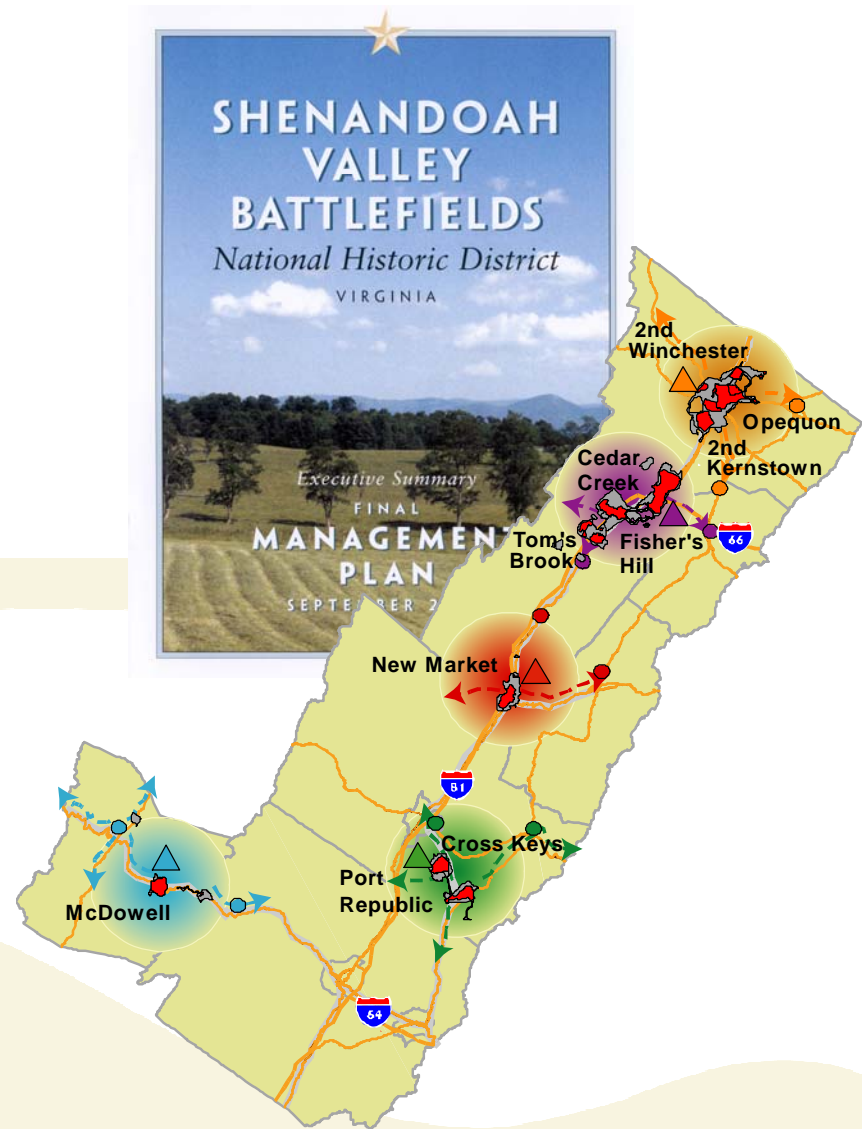 SHENANDOAH
VALLEY
BATTLEFIELDS
National Historic District
VIRGINIA
Executive Summary
FINAL
MANAGEMENT
PLAN
2nd
Winchester
Opequon
2nd
Kernstown
Cedar
Creek
Tom's
Brook
Fisher's
Hill
66
New Market
81
Cross Keys
Port
Republic
McDowell
64